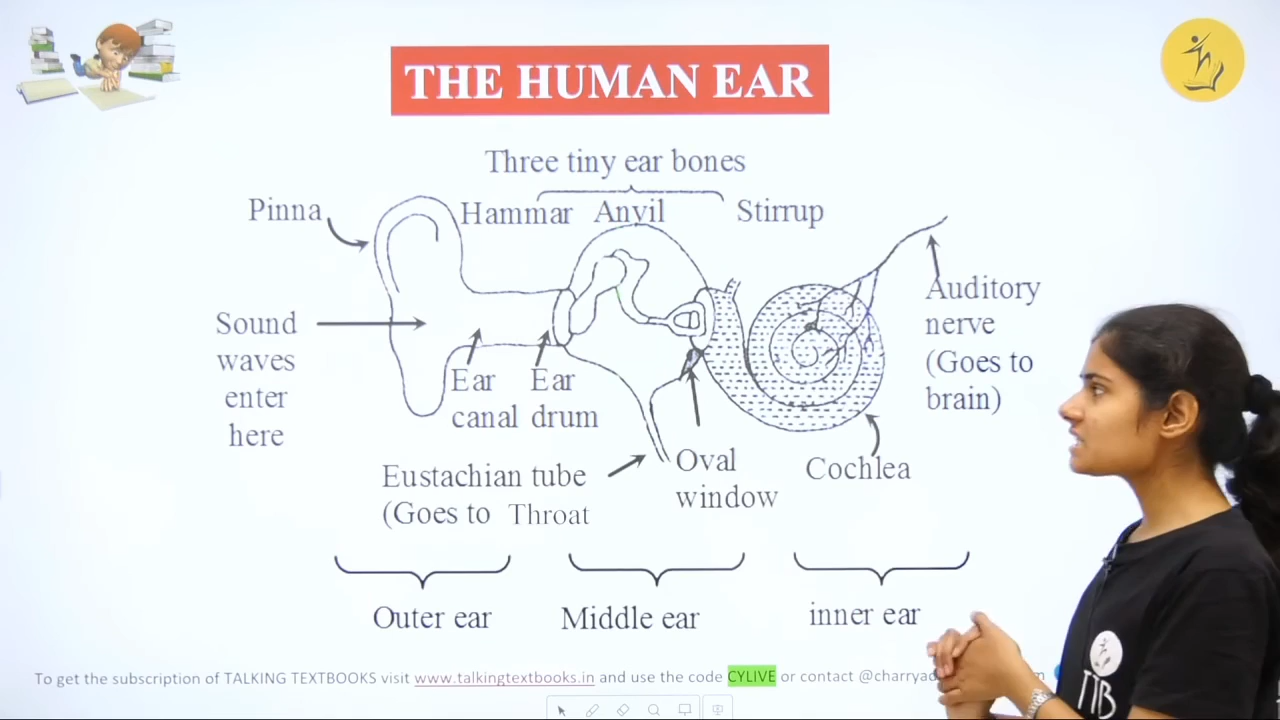 THE HUMAN EAR
Three tiny ear bones
Pinna
Hammar Anvil Stirrup
Sound
waves
enter
here
Ear
canal
Ear
drum
Auditory
nerve
(Goes to
brain)
Eustachian tube
(Goes to Throat
Oval
window
Cochlea
Outer ear
Middle ear
inner ear
To get the subscription of TALKING TEXTBOOKS visit www.talkingtextbooks.in and use the code CYLIVE or contact
TTB